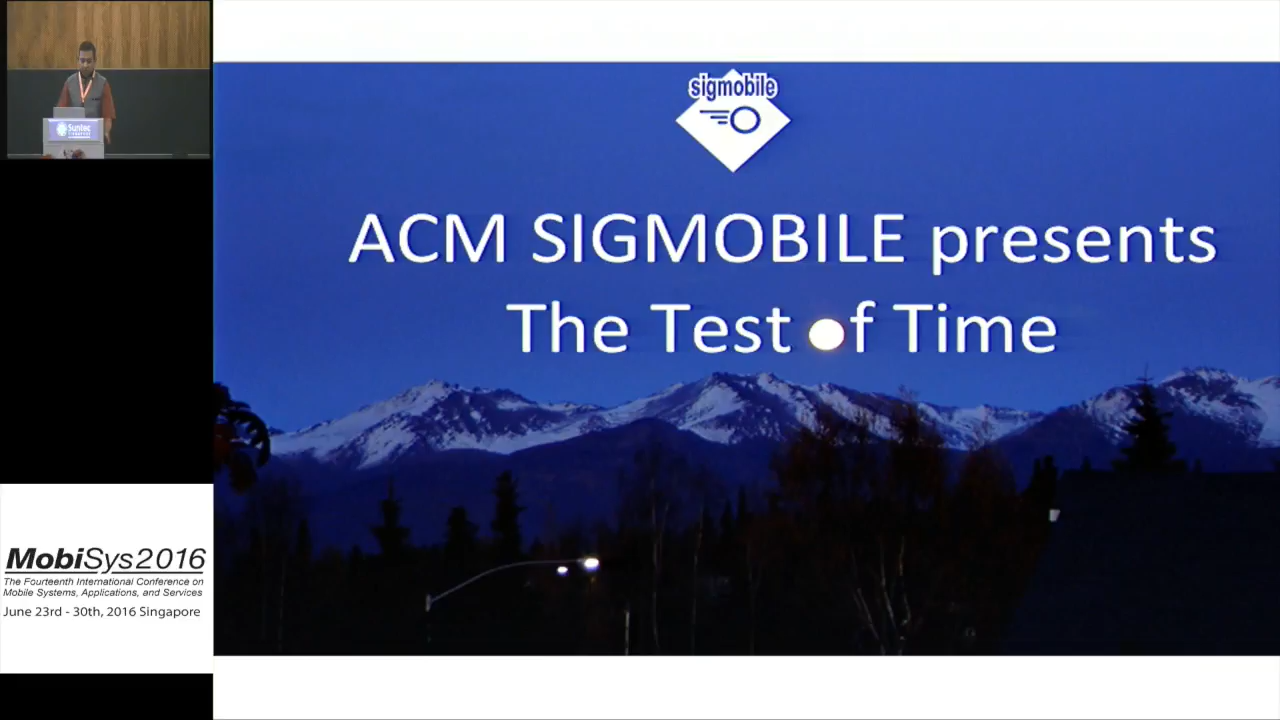 sigmobile
ACM SIGMOBILE presents
The Test of Time
Suntec
MobiSys2016
The Fourteenth International Conference on
Mobile Systems, Applications, and Services
June 23rd - 30th, 2016 Singapore